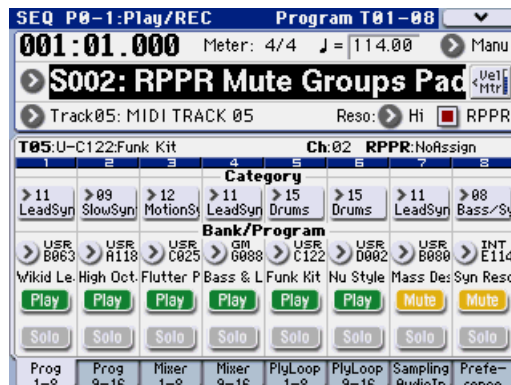 SEQ P0-1:Play/REC Program T01-08
001:01.000 Meter: 4/4 ♩= 114.00 Manu
S002: RPPR Mute Groups Pad <Vel Mtr
Track05: MIDI TRACK 05 Reso: Hi RPPR
T05:U-C122:Funk Kit Ch:02 RPPR:NoAssign
1 2 3 4 5 6 7 8
Category
11 09 12 11 15 15 11 08
LeadSyn SlowSyn MotionSy LeadSyn Drums Drums LeadSyn Bass/Sy
Bank/Program
USR B063 USR A118 USR C025 GM G088 USR C122 USR D002 USR B080 INT E114
Wikid Le. High Oct. Flutter P Bass & L Funk Kit Nu Style Mass Des Syn Reso
Play Play Play Play Play Play Mute Mute
Solo Solo Solo Solo Solo Solo Solo Solo
Prog Prog Mixer Mixer PlyLoop PlyLoop Sampling Prefe-
1-8 9-16 1-8 9-16 1-8 9-16 AudioIn rence